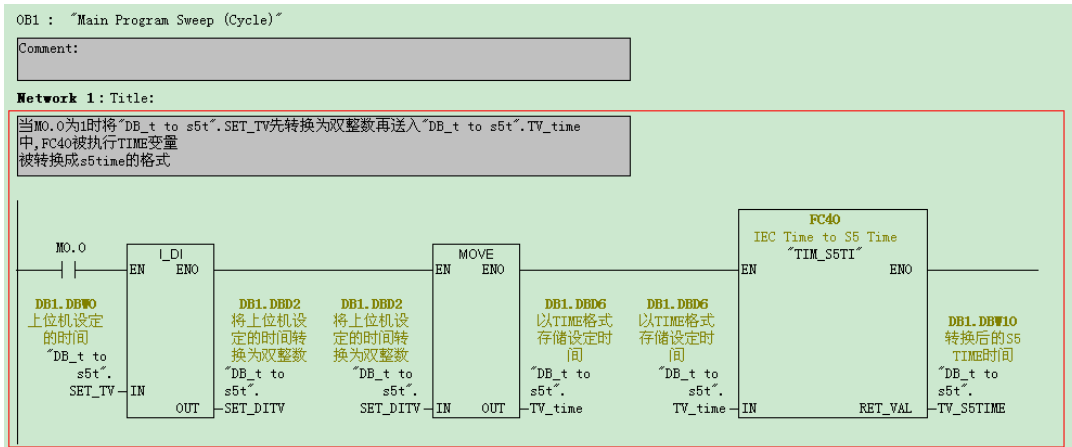 OB1 : "Main Program Sweep (Cycle)"
Comment:
Network 1: Title:
当M0.0为1时将"DB_t to s5t".SET_TV先转换为双整数再送入"DB_t to s5t".TV_time
中,FC40被执行TIME变量
被转换成s5time的格式
M0.0
I_DI
EN ENO
DB1.DBW0
上位机设定
的时间
"DB_t to
s5t".
SET_TV
IN
OUT
DB1.DBD2
将上位机设
定的时间转
换为双整数
"DB_t to
s5t".
SET_DITV
DB1.DBD2
将上位机设
定的时间转
换为双整数
"DB_t to
s5t".
SET_DITV
MOVE
EN ENO
IN OUT
DB1.DBD6
以TIME格式
存储设定时
间
"DB_t to
s5t".
TV_time
DB1.DBD6
以TIME格式
存储设定时
间
"DB_t to
s5t".
TV_time
FC40
IEC Time to S5 Time
"TIM_S5TI"
EN ENO
IN RET_VAL
DB1.DBW10
转换后的S5
TIME时间
"DB_t to
s5t".
TV_S5TIME